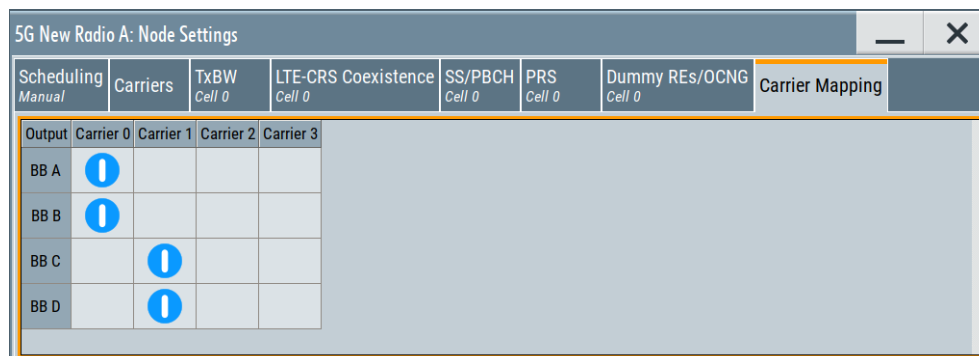 5G New Radio A: Node Settings
Scheduling
Manual
Carriers
TxBW
Cell 0
LTE-CRS Coexistence
Cell 0
SS/PBCH
Cell 0
PRS
Cell 0
Dummy REs/OCNG
Cell 0
Carrier Mapping
Output Carrier 0 Carrier 1 Carrier 2 Carrier 3
BB A
BB B
BB C
BB D